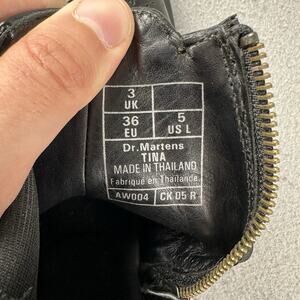 3
UK
36
EU
5
US L
Dr.Martens
TINA
MADE IN THAILAND
Fabriqué en Thaïlande
AW004
CK 05 R